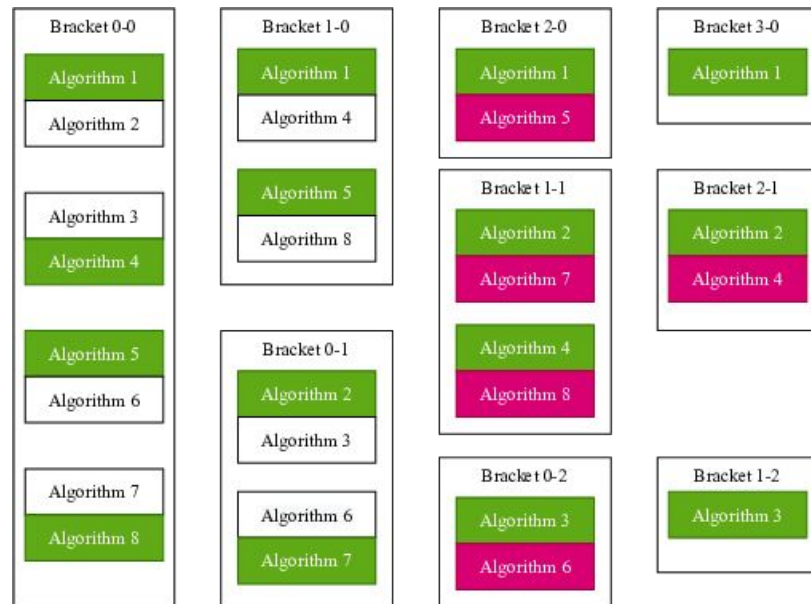 Bracket 0-0
Algorithm 1
Algorithm 2
Algorithm 3
Algorithm 4
Algorithm 5
Algorithm 6
Algorithm 7
Algorithm 8
Bracket 1-0
Algorithm 1
Algorithm 4
Algorithm 5
Algorithm 8
Bracket 0-1
Algorithm 2
Algorithm 3
Algorithm 6
Algorithm 7
Bracket 2-0
Algorithm 1
Algorithm 5
Bracket 1-1
Algorithm 2
Algorithm 7
Algorithm 4
Algorithm 8
Bracket 0-2
Algorithm 3
Algorithm 6
Bracket 3-0
Algorithm 1
Bracket 2-1
Algorithm 2
Algorithm 4
Bracket 1-2
Algorithm 3